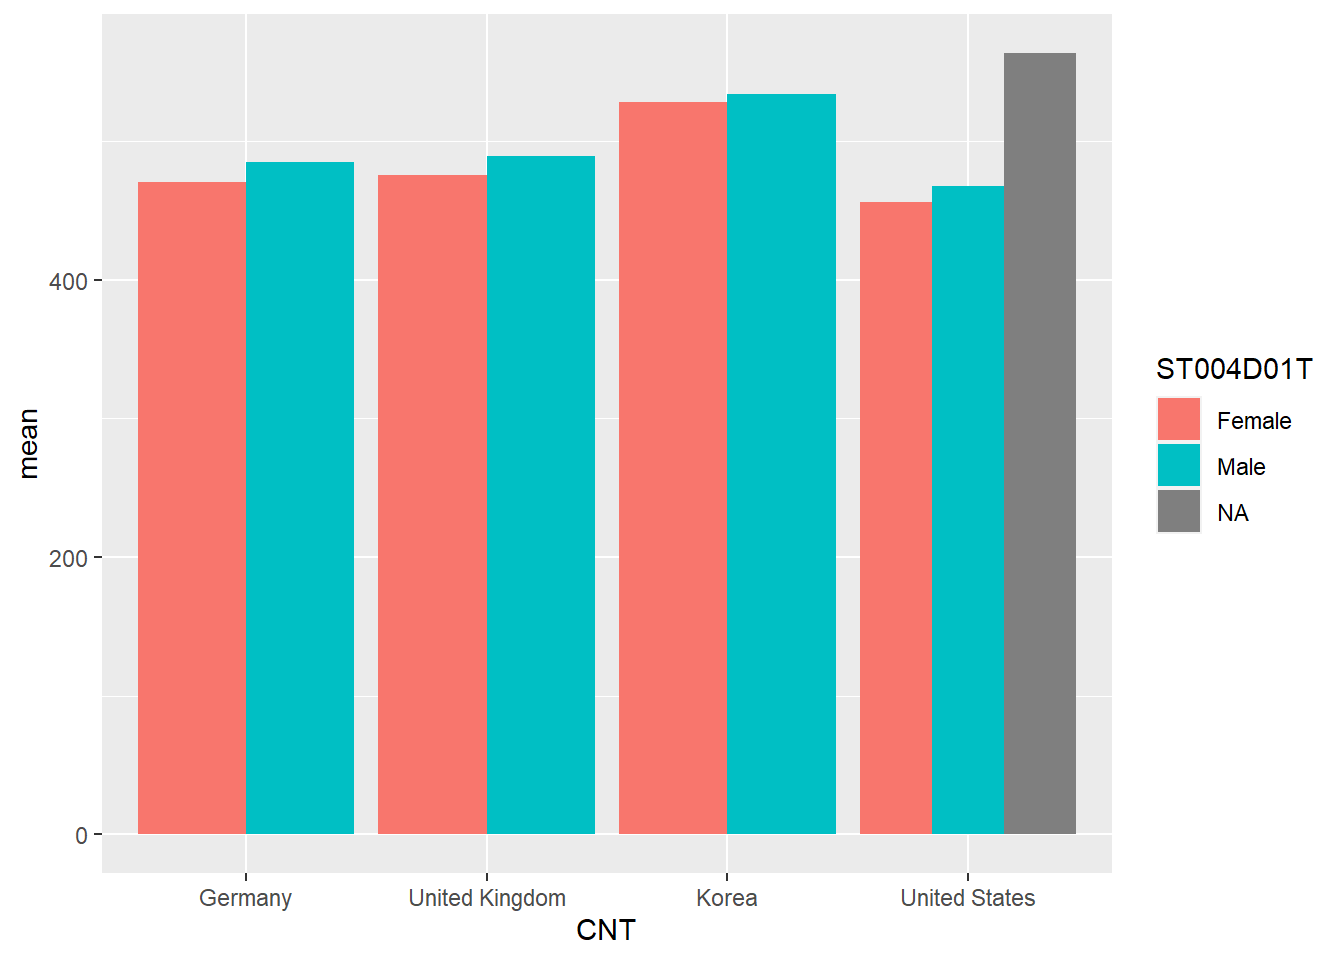 mean
400
200
0
Germany
United Kingdom
Korea
United States
CNT
ST004D01T
Female
Male
NA